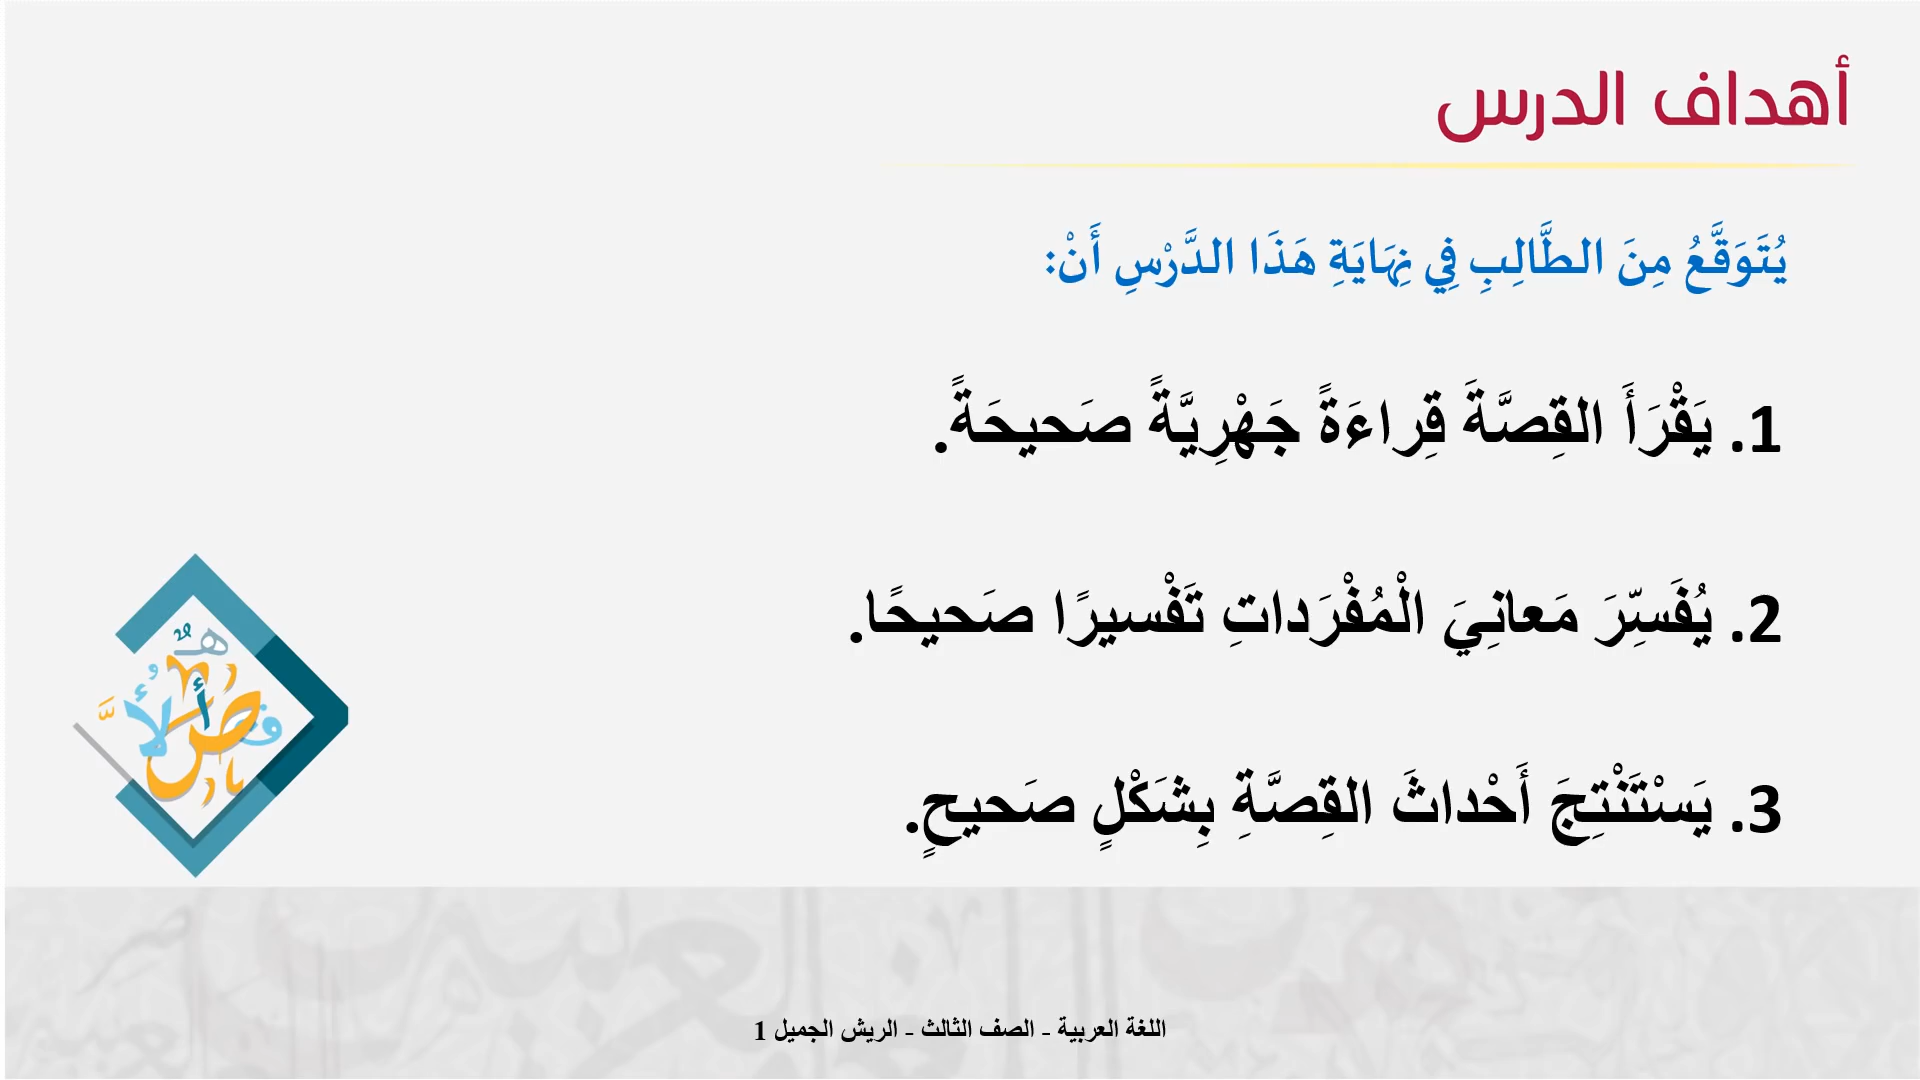 أهداف الدرس
يُتَوَقَّعُ مِنَ الطَّالِبِ فِي نِهَايَةِ هَذَا الدَّرْسِ أَنْ:
1. يَقْرَأَ القِصَّةَ قِراءَةً جَهْرِيَّةً صَحيحَةً.
2. يُفَسِّرَ مَعانِيَ الْمُفْرَداتِ تَفْسيرًا صَحيحًا.
3. يَسْتَنْتِجَ أَحْداثَ القِصَّةِ بِشَكْلٍ صَحيحٍ.
اللغة العربية - الصف الثالث - الريش الجميل 1